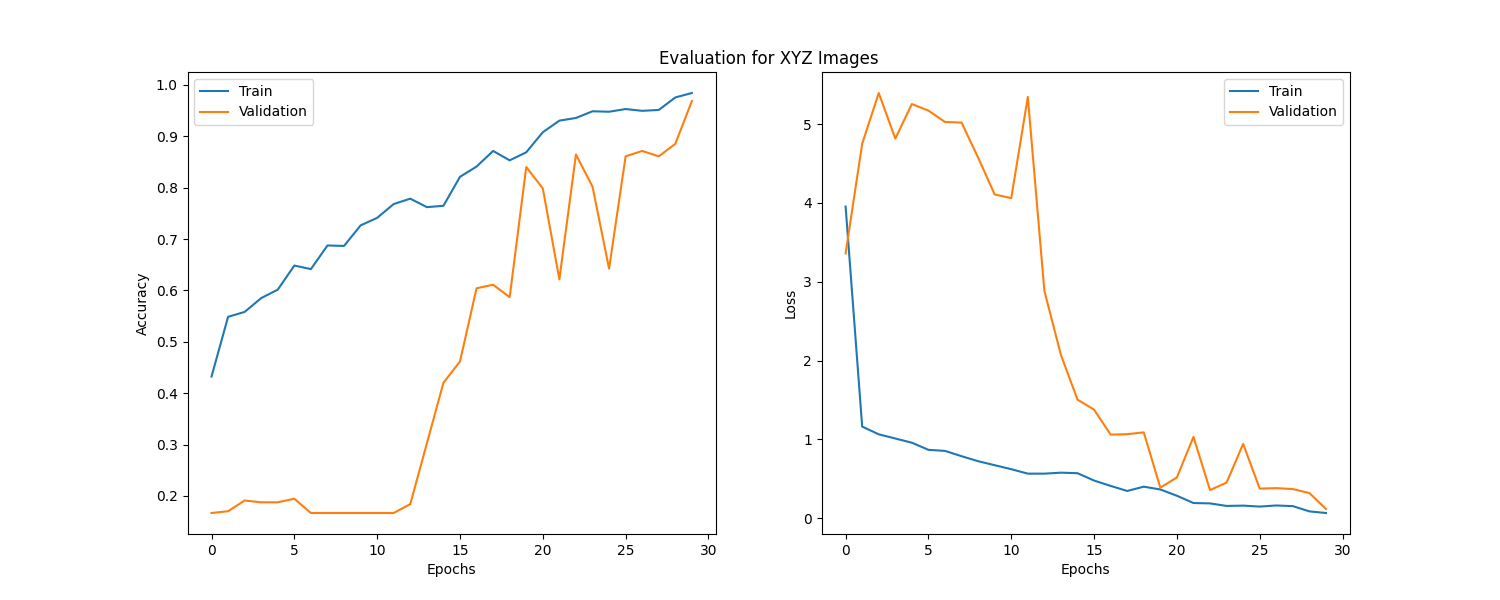 Evaluation for XYZ Images
Train
Validation
1.0
0.9
0.8
0.7
0.6
0.5
0.4
0.3
0.2
Accuracy
0 5 10 15 20 25 30
Epochs
Train
Validation
5
4
3
2
1
0
Loss
0 5 10 15 20 25 30
Epochs